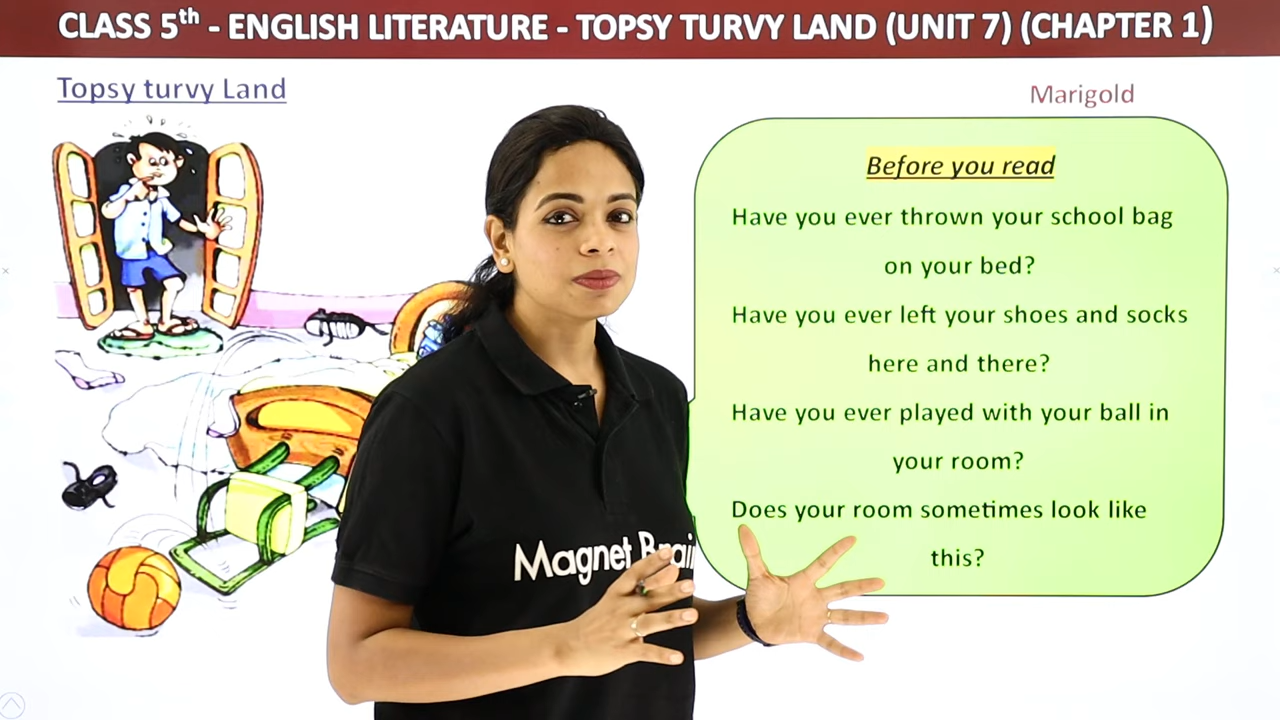 CLASS 5th - ENGLISH LITERATURE - TOPSY TURVY LAND (UNIT 7) (CHAPTER 1)
Topsy turvy Land
Marigold
Before you read
Have you ever thrown your school bag
on your bed?
Have you ever left your shoes and socks
here and there?
Have you ever played with your ball in
your room?
Does your room sometimes look like
this?
Magnet Brain